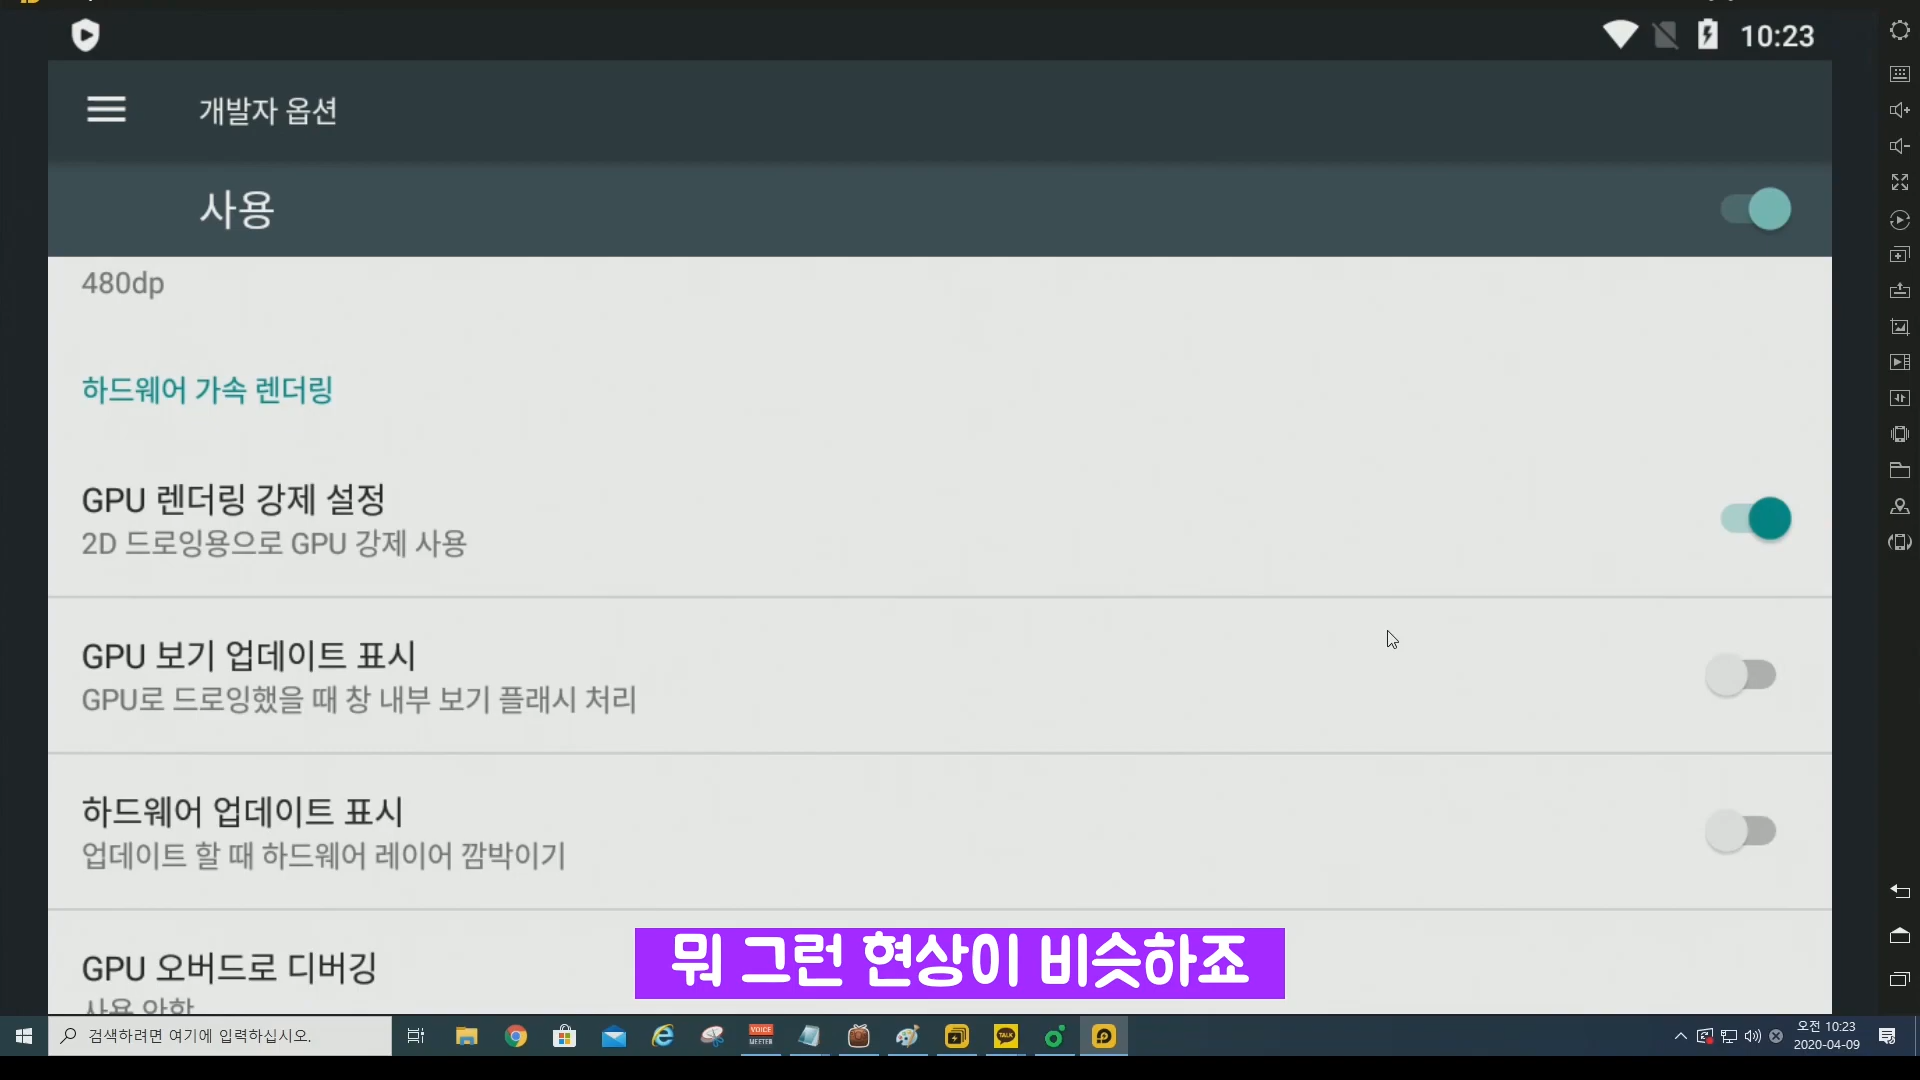 10:23
개발자 옵션
사용
480dp
하드웨어 가속 렌더링
GPU 렌더링 강제 설정
2D 드로잉용으로 GPU 강제 사용
GPU 보기 업데이트 표시
GPU로 드로잉했을 때 창 내부 보기 플래시 처리
하드웨어 업데이트 표시
업데이트 할 때 하드웨어 레이어 깜박이기
GPU 오버드로 디버깅
사용 안함
뭐 그런 현상이 비슷하죠
검색하려면 여기에 입력하십시오.
VOICE
MEETER
TALK
오전 10:23
2020-04-09